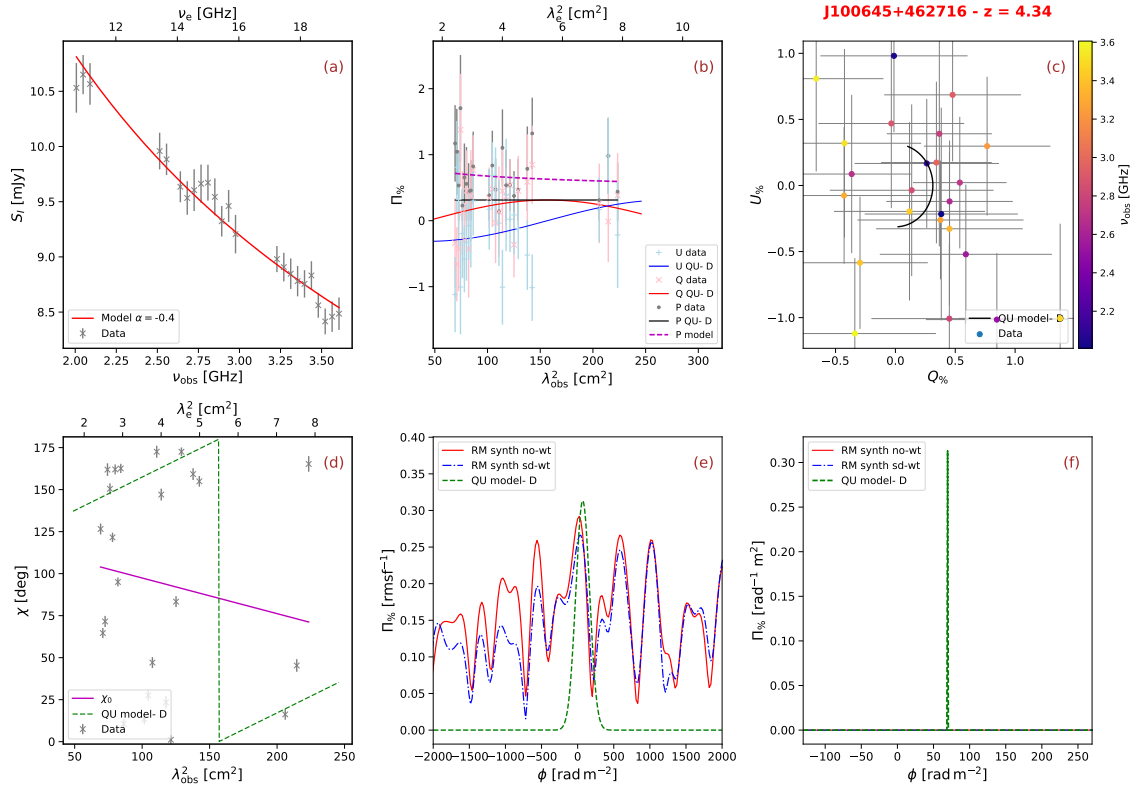 J100645+462716 - z = 4.34
ν_e [GHz]
12 15 18
(a)
10.5
10.0
9.5
9.0
8.5
S_I [mJy]
Model α = -0.4
Data
2.00 2.25 2.50 2.75 3.00 3.25 3.50
ν_obs [GHz]
λ_e^2 [cm^2]
2 4 6 8 10
(b)
2
1
0
−1
Π_%
U data
U QU- D
Q data
Q QU- D
P data
P QU- D
P model
50 100 150 200 250 300
λ_obs^2 [cm^2]
(c)
1.0
0.5
0.0
−0.5
−1.0
U_%
QU model- D
Data
−0.5 0.0 0.5 1.0
Q_%
3.6
3.4
3.2
3.0
2.8
2.6
2.4
2.2
ν_obs [GHz]
λ_e^2 [cm^2]
2 3 4 5 6 7 8
(d)
175
150
125
100
75
50
25
0
χ [deg]
χ_0
QU model- D
Data
50 100 150 200 250
λ_obs^2 [cm^2]
(e)
0.40
0.35
0.30
0.25
0.20
0.15
0.10
0.05
0.00
Π_% [rmsf^−1]
RM synth no-wt
RM synth sd-wt
QU model- D
−2000 −1500 −1000 −500 0 500 1000 1500 2000
ϕ [rad m^−2]
(f)
0.30
0.25
0.20
0.15
0.10
0.05
0.00
Π_% [rad^−1 m^2]
RM synth no-wt
RM synth sd-wt
QU model- D
−100 −50 0 50 100 150 200 250
ϕ [rad m^−2]